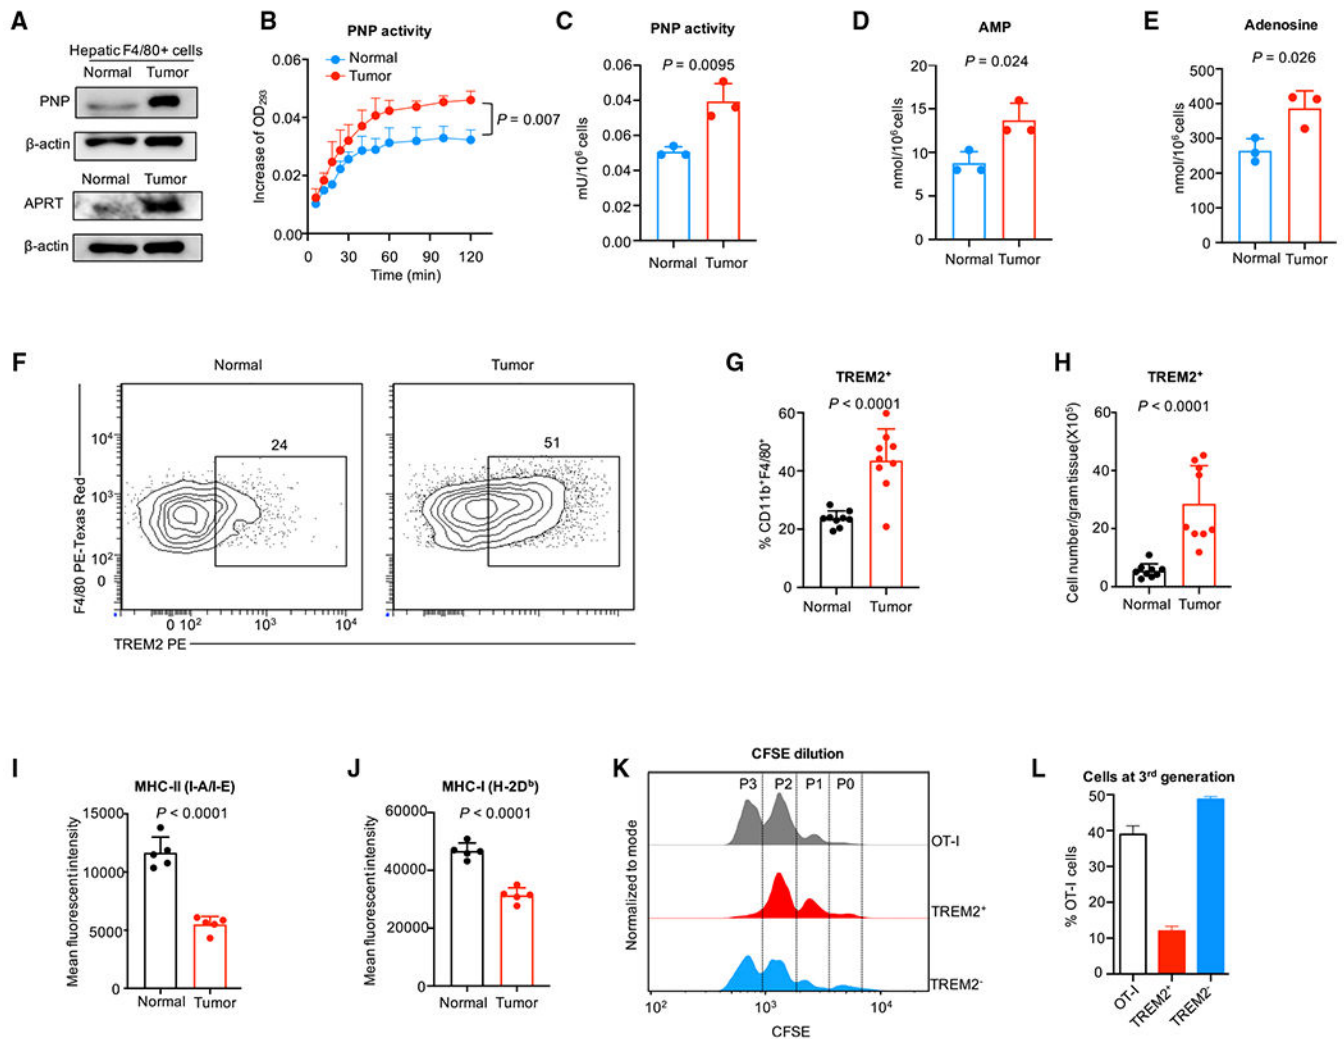 A
Hepatic F4/80+ cells
Normal Tumor
PNP
β-actin
Normal Tumor
APRT
β-actin
B
PNP activity
Normal
Tumor
Increase of OD293
0.06
0.04
0.02
0.00
P = 0.007
0 30 60 90 120
Time (min)
C
PNP activity
P = 0.0095
mU/10⁶ cells
0.06
0.04
0.06
0.04
0.02
0.00
Normal Tumor
D
AMP
P = 0.024
nmol/10⁶ cells
20
15
10
5
0
Normal Tumor
E
Adenosine
P = 0.026
nmol/10⁶ cells
500
400
300
200
100
0
Normal Tumor
F
Normal
Tumor
F4/80 PE-Texas Red
10⁴
10³
10²
0
24
51
0 10² 10³ 10⁴
TREM2 PE
G
TREM2⁺
P < 0.0001
% CD11b⁺F4/80⁺
60
40
20
0
Normal Tumor
H
TREM2⁺
P < 0.0001
Cell number/gram tissue(X10⁵)
60
40
20
0
Normal Tumor
I
MHC-II (I-A/I-E)
P < 0.0001
Mean fluorescent intensity
15000
10000
5000
0
Normal Tumor
J
MHC-I (H-2Dᵇ)
P < 0.0001
Mean fluorescent intensity
60000
40000
20000
0
Normal Tumor
K
CFSE dilution
P3 P2 P1 P0
Normalized to mode
OT-I
TREM2⁺
TREM2⁻
10² 10³ 10⁴
CFSE
L
Cells at 3ʳᵈ generation
% OT-I cells
50
40
30
20
10
0
OT-I
TREM2⁺
TREM2⁻